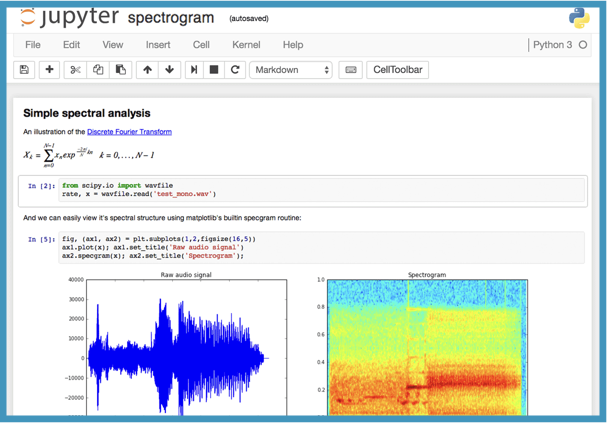 jupyter spectrogram (autosaved)
File Edit View Insert Cell Kernel Help Python 3
Markdown CellToolbar
Simple spectral analysis
An illustration of the Discrete Fourier Transform
X_k = ∑_{n=0}^{N-1} x_n exp^{\frac{-2πi}{N} kn} k = 0, . . . , N − 1
In [2]: from scipy.io import wavfile
rate, x = wavfile.read('test_mono.wav')
And we can easily view it's spectral structure using matplotlib's builtin specgram routine:
In [5]: fig, (ax1, ax2) = plt.subplots(1,2,figsize(16,5))
ax1.plot(x); ax1.set_title('Raw audio signal')
ax2.specgram(x); ax2.set_title('Spectrogram');
Raw audio signal Spectrogram
40000 1.0
30000
20000 0.8
10000 0.6
0
0.4
−10000
0.2
−20000